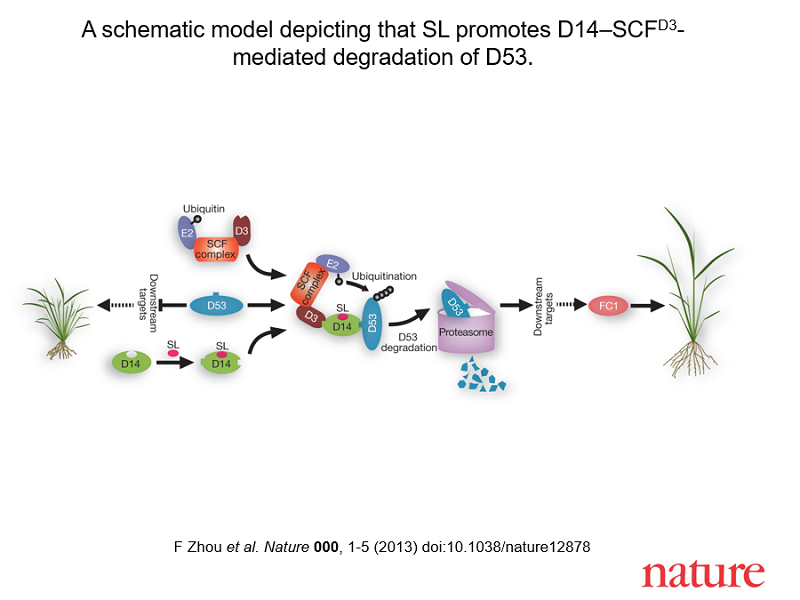 A schematic model depicting that SL promotes D14–SCFD3-
mediated degradation of D53.
Ubiquitin
E2
D3
SCF
complex
Downstream
targets
D53
D14
SL
SL
D14
SCF
complex
E2
Ubiquitination
D3
SL
D14
D53
D53
degradation
D53
Proteasome
Downstream
targets
FC1
F Zhou et al. Nature 000, 1-5 (2013) doi:10.1038/nature12878
nature